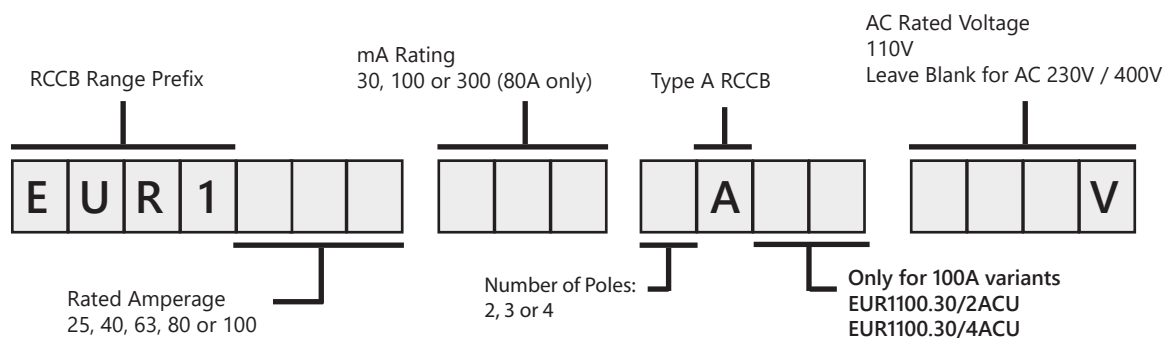 AC Rated Voltage
110V
Leave Blank for AC 230V / 400V
mA Rating
30, 100 or 300 (80A only)
Type A RCCB
RCCB Range Prefix
E U R 1 A V
Rated Amperage
25, 40, 63, 80 or 100
Number of Poles:
2, 3 or 4
Only for 100A variants
EUR1100.30/2ACU
EUR1100.30/4ACU